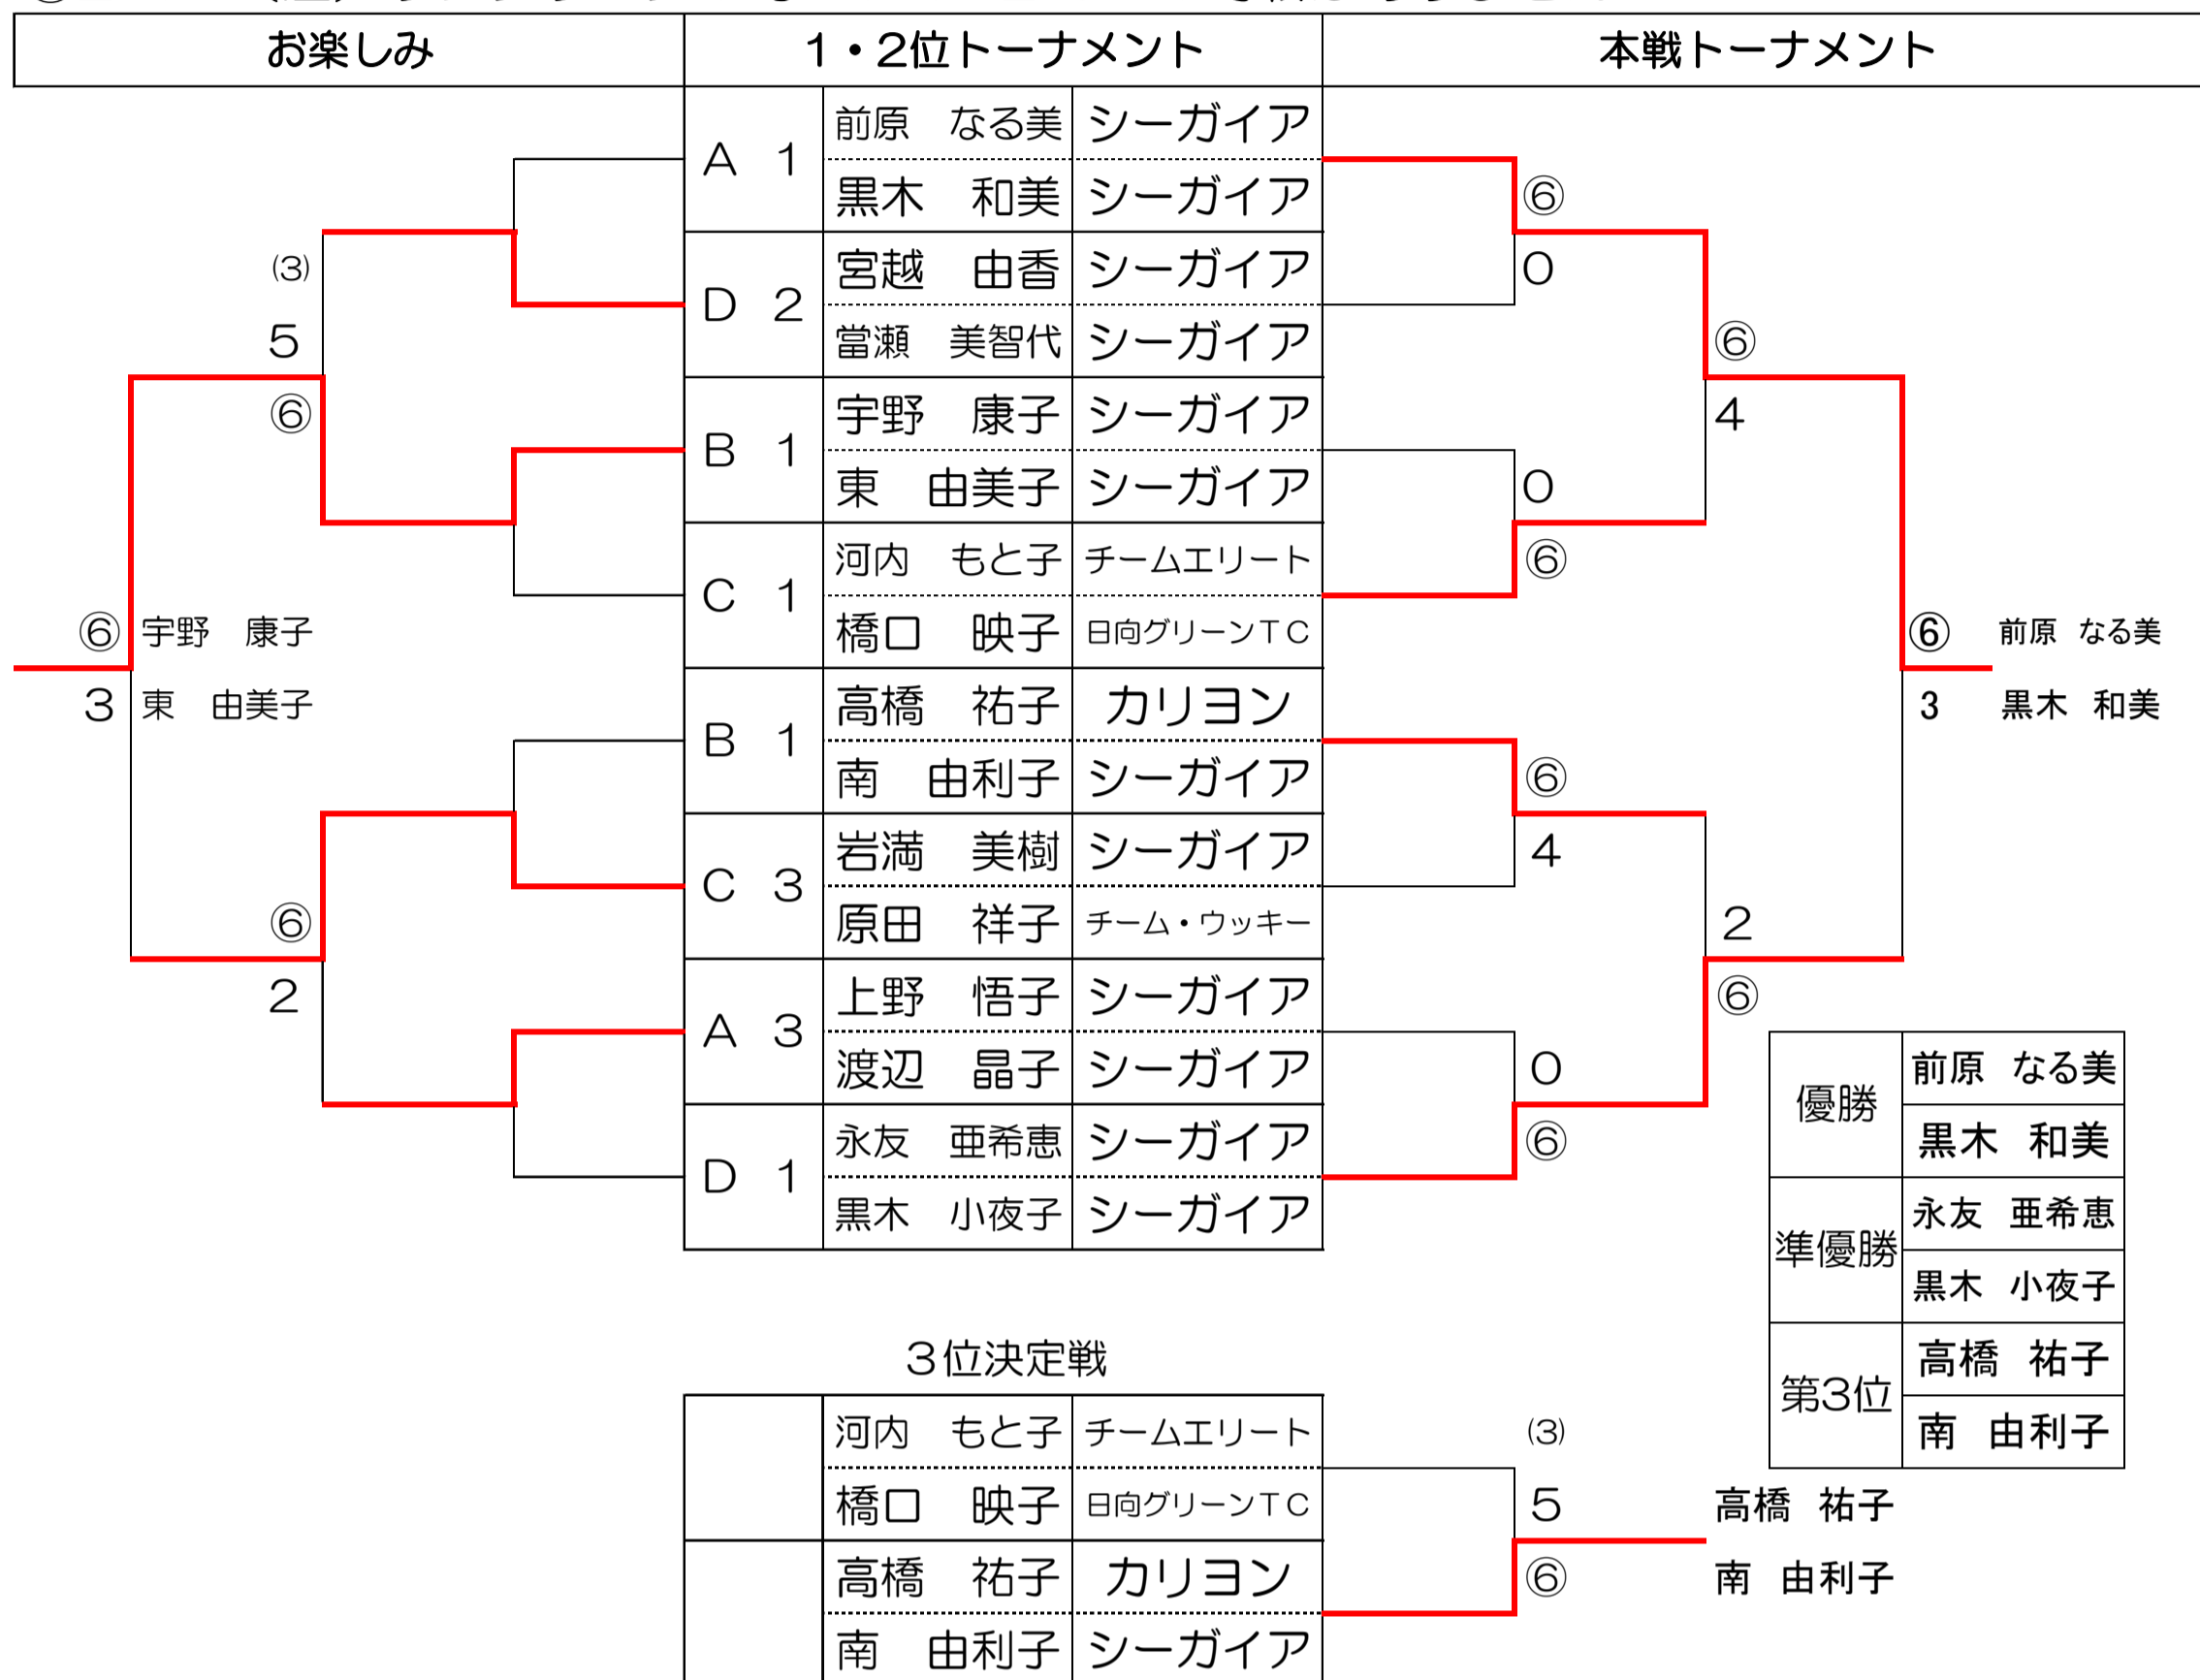 お楽しみ 1・2位トーナメント 本戦トーナメント
A 1 前原 なる美 シーガイア
黒木 和美 シーガイア ⑥
D 2 宮越 由香 シーガイア 0
(3)
當瀬 美智代 シーガイア ⑥
5
B 1 宇野 康子 シーガイア 4
⑥
東 由美子 シーガイア 0
C 1 河内 もと子 チームエリート ⑥
橋口 映子 日向グリーンTC
⑥ 宇野 康子
⑥ 前原 なる美
B 1 高橋 祐子 カリヨン
3 東 由美子
3 黒木 和美
南 由利子 シーガイア ⑥
C 3 岩満 美樹 シーガイア 4
原田 祥子 チーム・ウッキー 2
⑥
A 3 上野 悟子 シーガイア ⑥
2
渡辺 晶子 シーガイア 0
D 1 永友 亜希恵 シーガイア ⑥
黒木 小夜子 シーガイア
優勝 前原 なる美
黒木 和美
準優勝 永友 亜希恵
黒木 小夜子
第3位 高橋 祐子
南 由利子
3位決定戦
河内 もと子 チームエリート (3)
橋口 映子 日向グリーンTC 5
高橋 祐子 カリヨン ⑥
南 由利子 シーガイア
高橋 祐子
南 由利子